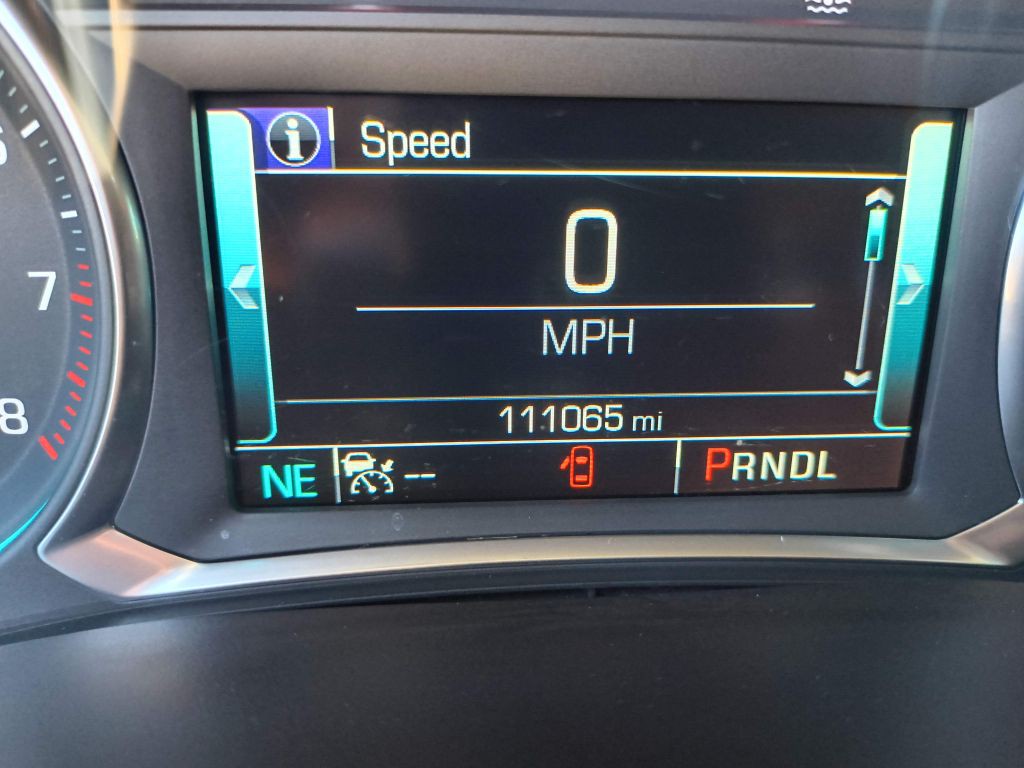 Speed
0
MPH
111065 mi
NE -- PRNDL
7
8